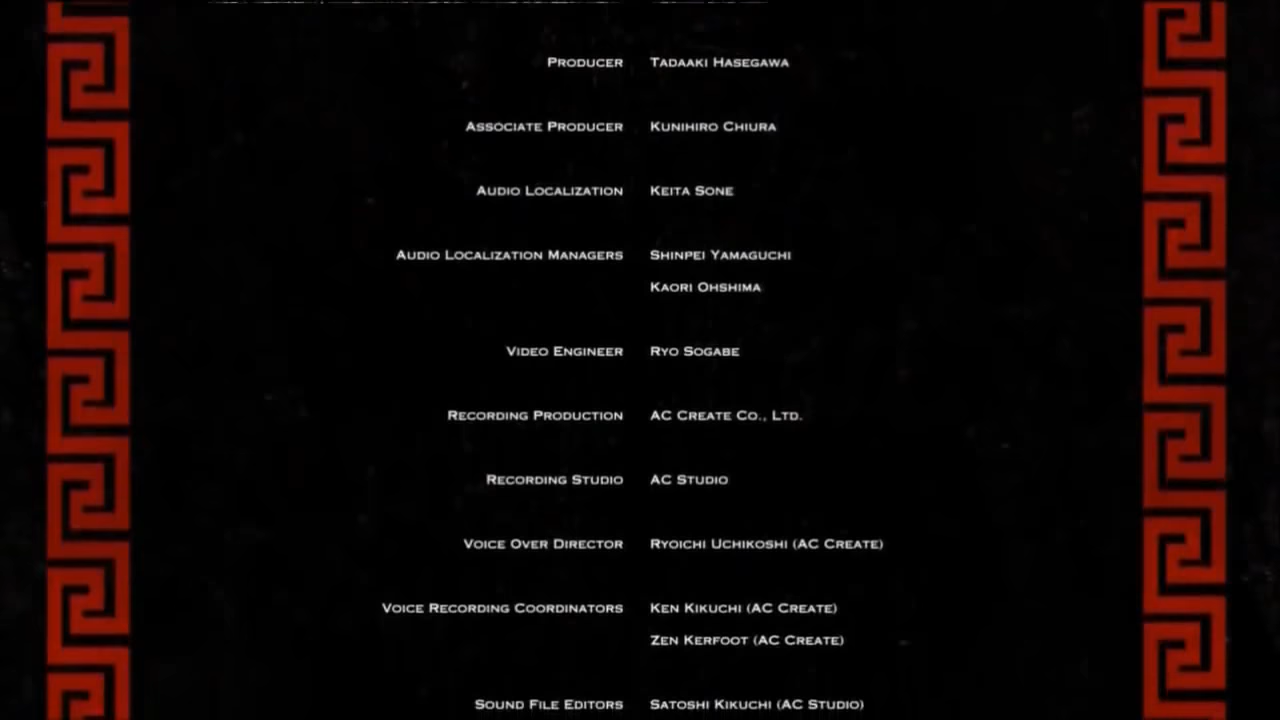 Producer Tadaaki Hasegawa
Associate Producer Kunihiro Chiura
Audio Localization Keita Sone
Audio Localization Managers Shinpei Yamaguchi
Kaori Ohshima
Video Engineer Ryo Sogabe
Recording Production AC Create Co., Ltd.
Recording Studio AC Studio
Voice Over Director Ryoichi Uchikoshi (AC Create)
Voice Recording Coordinators Ken Kikuchi (AC Create)
Zen Kerfoot (AC Create)
Sound File Editors Satoshi Kikuchi (AC Studio)